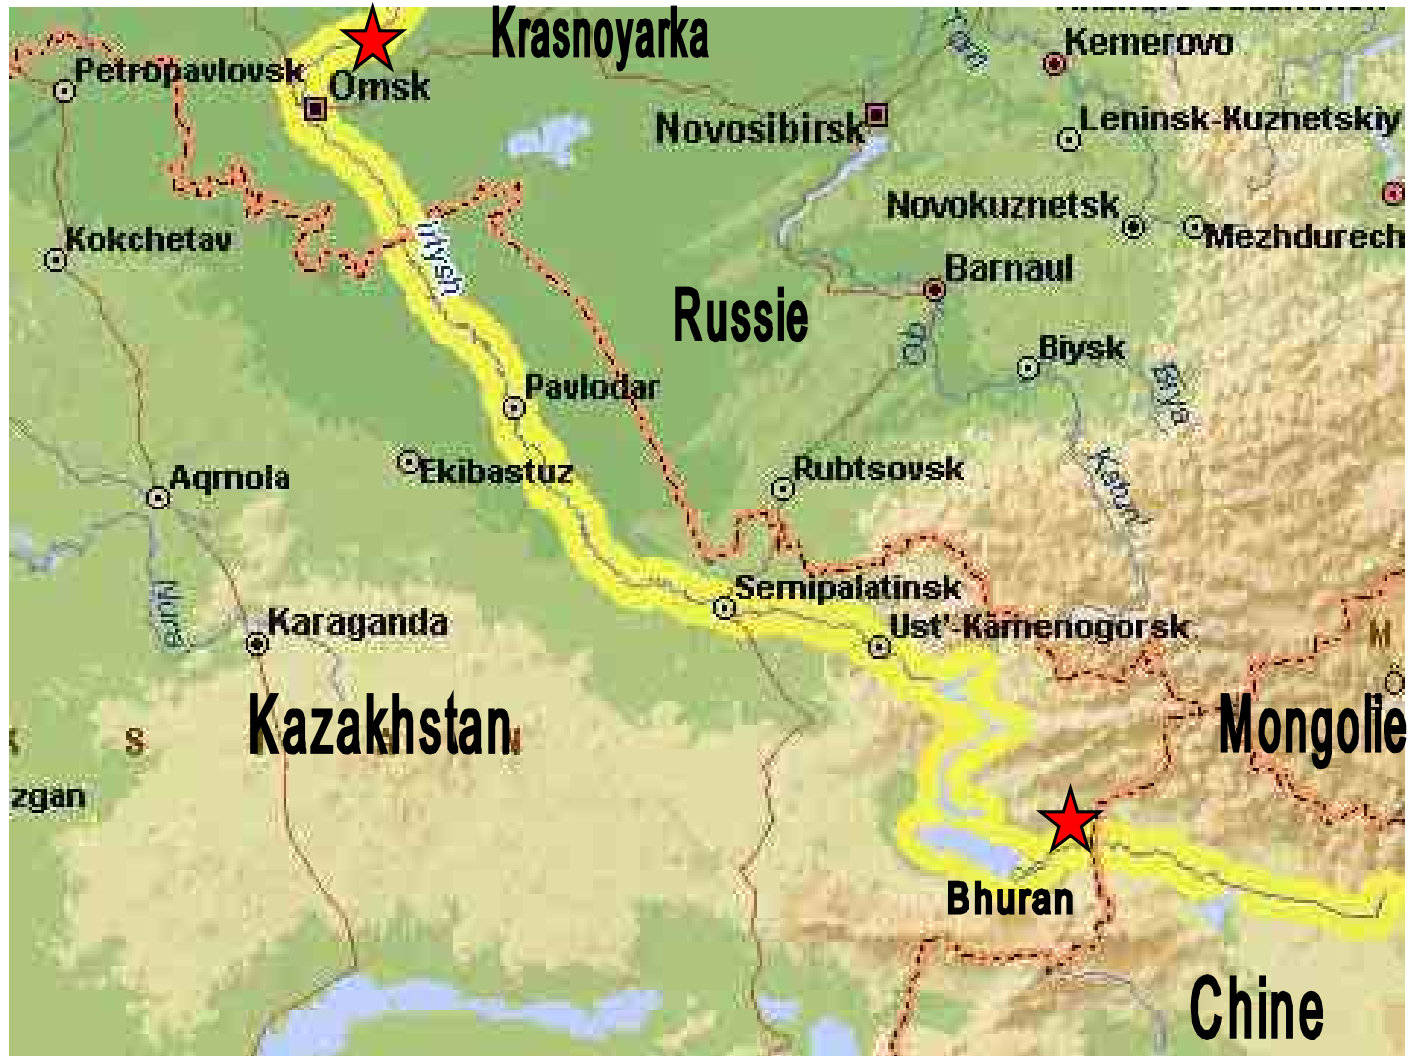 Krasnoyarka
Kemerovo
Petropavlovsk
Omsk
Leninsk-Kuznetskiy
Novosibirsk
Novokuznetsk
Mezhdurech
Kokchetav
Irtysh
Barnaul
Russie
Ob
Biysk
Biya
Pavlodar
Aqmola
Ekibastuz
Rubtsovsk
Katun'
Semipalatinsk
Nura
Karaganda
Ust'-Kamenogorsk
M
Kazakhstan
Mongolie
S
zgan
Bhuran
Chine